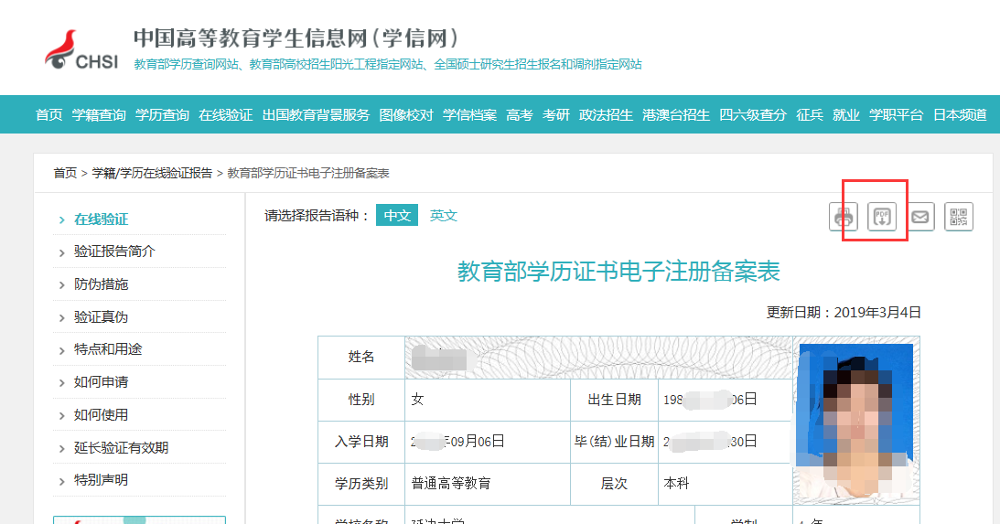 中国高等教育学生信息网(学信网)
CHSI
教育部学历查询网站、教育部高校招生阳光工程指定网站、全国硕士研究生招生报名和调剂指定网站
首页 学籍查询 学历查询 在线验证 出国教育背景服务 图像校对 学信档案 高考 考研 政法招生 港澳台招生 四六级查分 征兵 就业 学职平台 日本频道
首页 > 学籍/学历在线验证报告 > 教育部学历证书电子注册备案表
在线验证
验证报告简介
防伪措施
验证真伪
特点和用途
如何申请
如何使用
延长验证有效期
特别声明
请选择报告语种： 中文 英文
PDF
教育部学历证书电子注册备案表
更新日期：2019年3月4日
姓名
性别 女 出生日期 198 06日
入学日期 2 年09月06日 毕(结)业日期 2 30日
学历类别 普通高等教育 层次 本科
学校名称 延边大学 学制 年